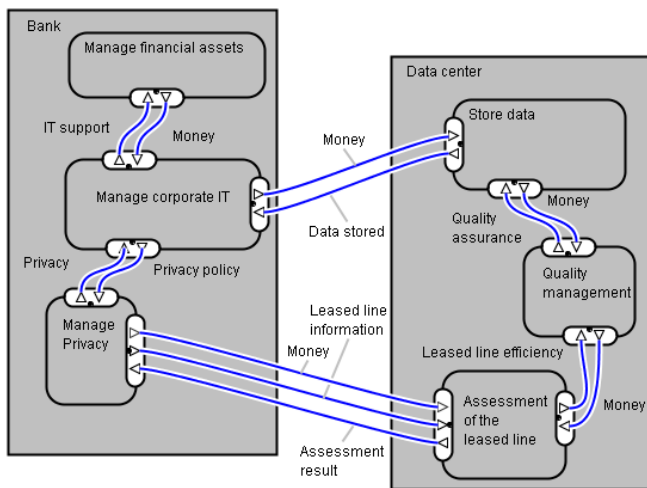 Bank
Manage financial assets
IT support
Money
Manage corporate IT
Privacy
Privacy policy
Manage
Privacy
Money
Data stored
Leased line
information
Money
Assessment
result
Data center
Store data
Money
Quality
assurance
Quality
management
Leased line efficiency
Assessment
of the
leased line
Money